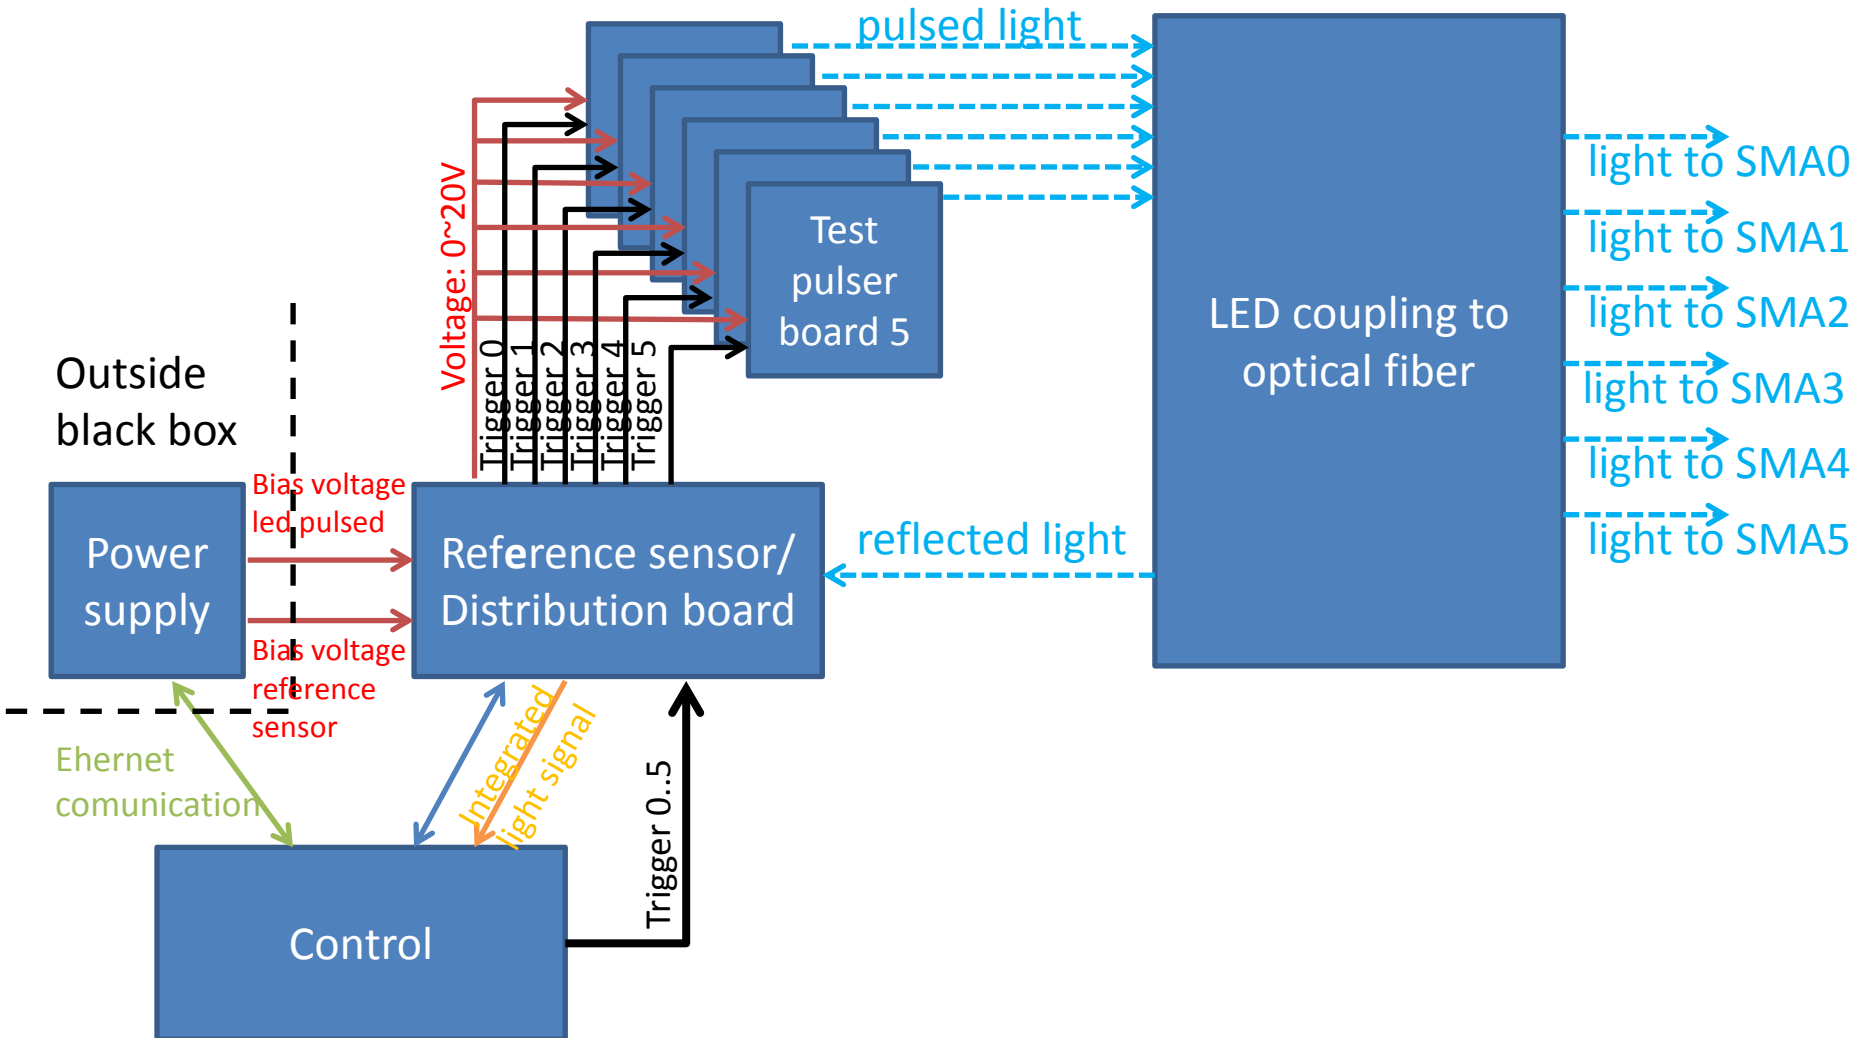 pulsed light
Voltage: 0~20V
Trigger 0
Trigger 1
Trigger 2
Trigger 3
Trigger 4
Trigger 5
Test
pulser
board 5
LED coupling to
optical fiber
light to SMA0
light to SMA1
light to SMA2
light to SMA3
light to SMA4
light to SMA5
Outside
black box
Bias voltage
led pulsed
Power
supply
Reference sensor/
Distribution board
reflected light
Bias voltage
reference
sensor
Ehernet
comunication
Integrated
light signal
Trigger 0..5
Control